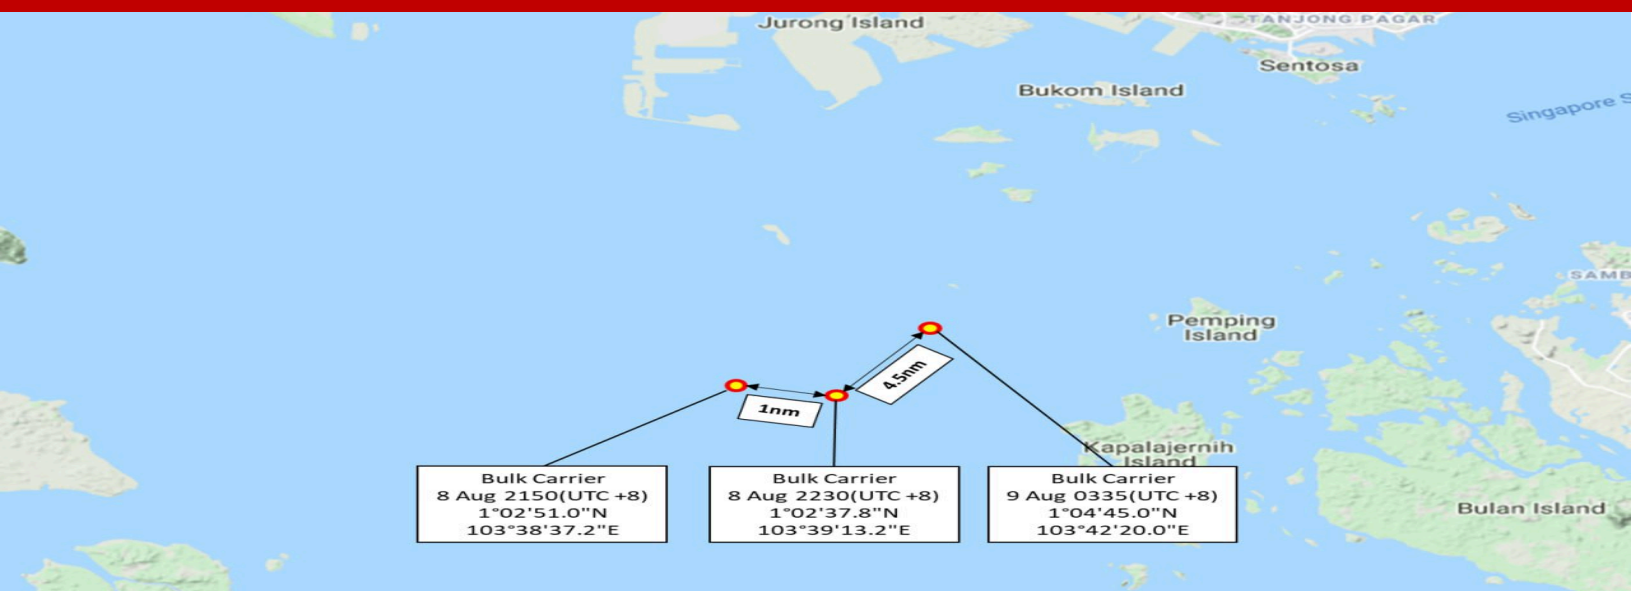 Jurong Island
TANJONG PAGAR
Sentosa
Bukom Island
Singapore S
SAMB
Pemping
Island
4.5nm
1nm
Kapalajernih
Island
Bulk Carrier
8 Aug 2150(UTC +8)
1°02'51.0"N
103°38'37.2"E
Bulk Carrier
8 Aug 2230(UTC +8)
1°02'37.8"N
103°39'13.2"E
Bulk Carrier
9 Aug 0335(UTC +8)
1°04'45.0"N
103°42'20.0"E
Bulan Island